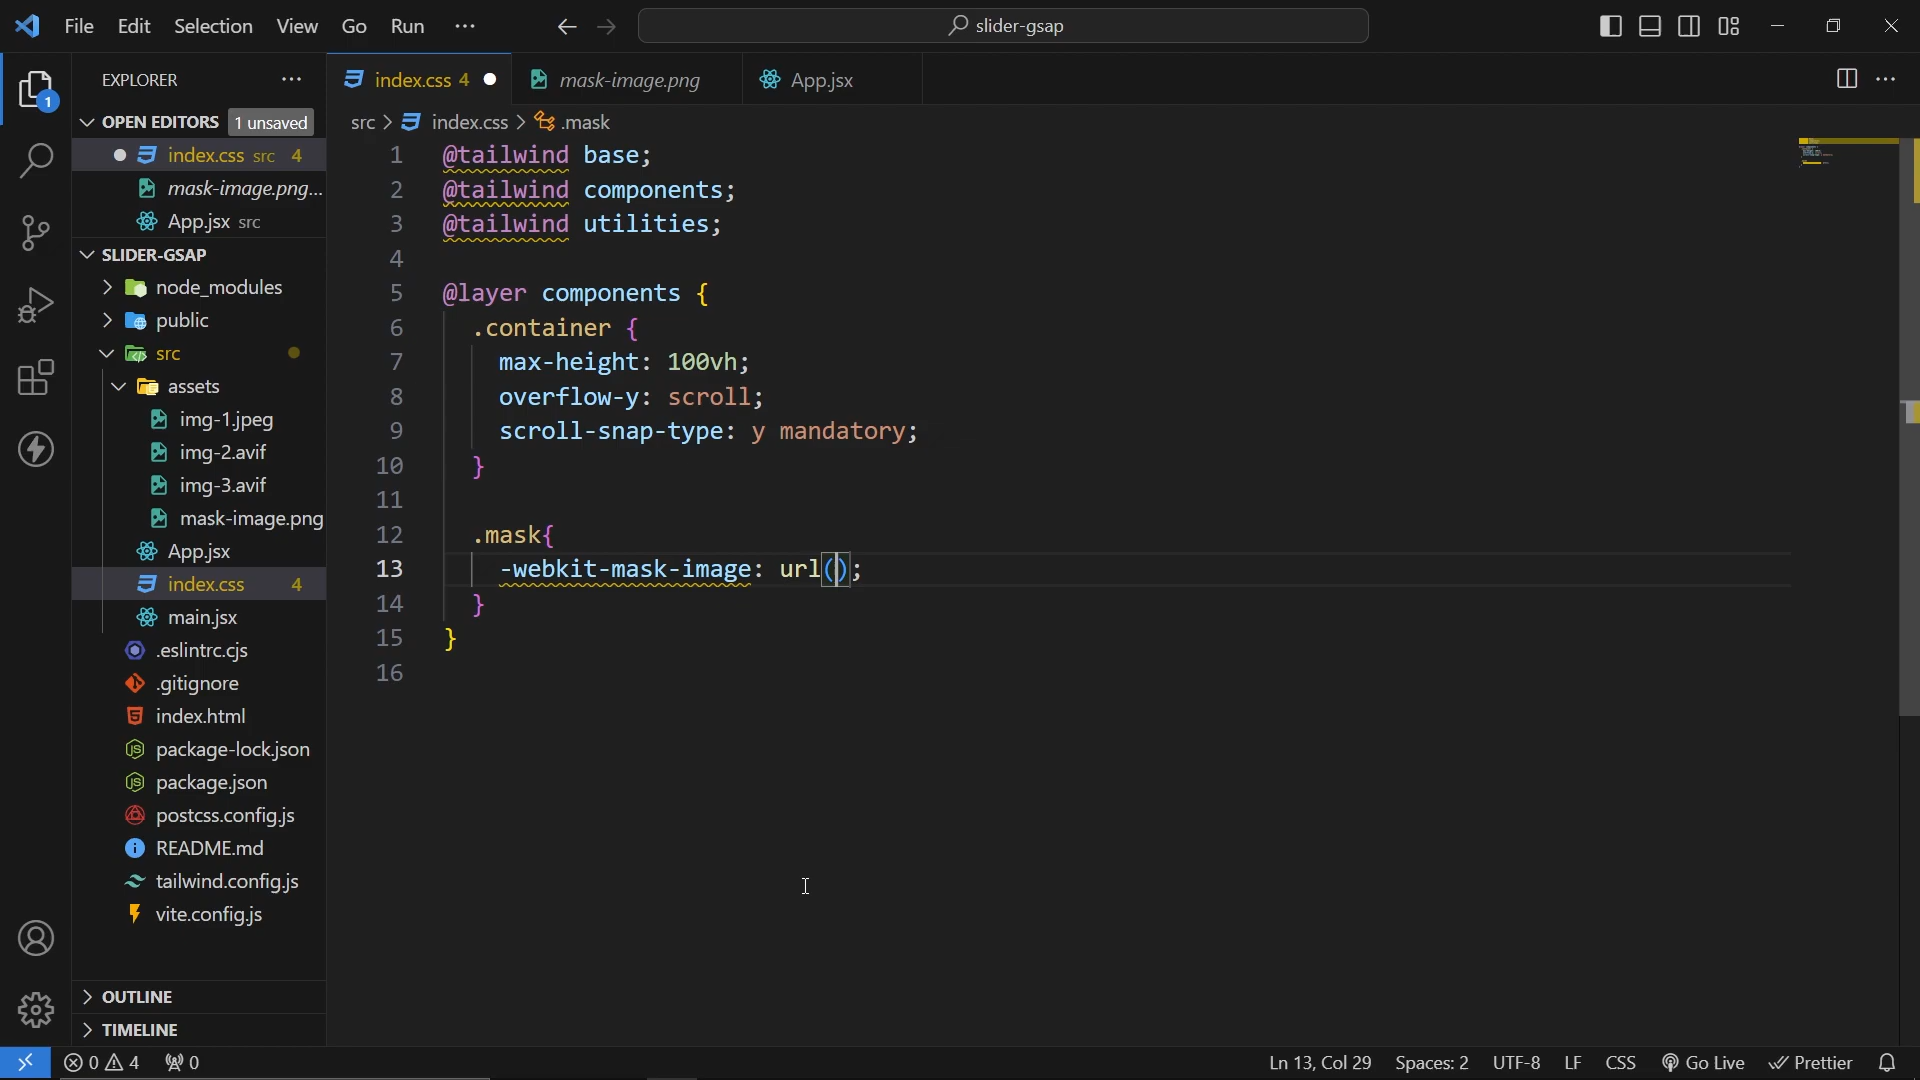 File Edit Selection View Go Run ...
slider-gsap
EXPLORER
index.css 4
mask-image.png
App.jsx
OPEN EDITORS
1 unsaved
index.css src 4
mask-image.png...
App.jsx src
SLIDER-GSAP
node_modules
public
src
assets
img-1.jpeg
img-2.avif
img-3.avif
mask-image.png
App.jsx
index.css 4
main.jsx
.eslintrc.cjs
.gitignore
index.html
package-lock.json
package.json
postcss.config.js
README.md
tailwind.config.js
vite.config.js
OUTLINE
TIMELINE
src > index.css > .mask
1 @tailwind base;
2 @tailwind components;
3 @tailwind utilities;
4
5 @layer components {
6 .container {
7 max-height: 100vh;
8 overflow-y: scroll;
9 scroll-snap-type: y mandatory;
10 }
11
12 .mask{
13 -webkit-mask-image: url();
14 }
15 }
16
0 4 0
Ln 13, Col 29 Spaces: 2 UTF-8 LF CSS Go Live Prettier
1